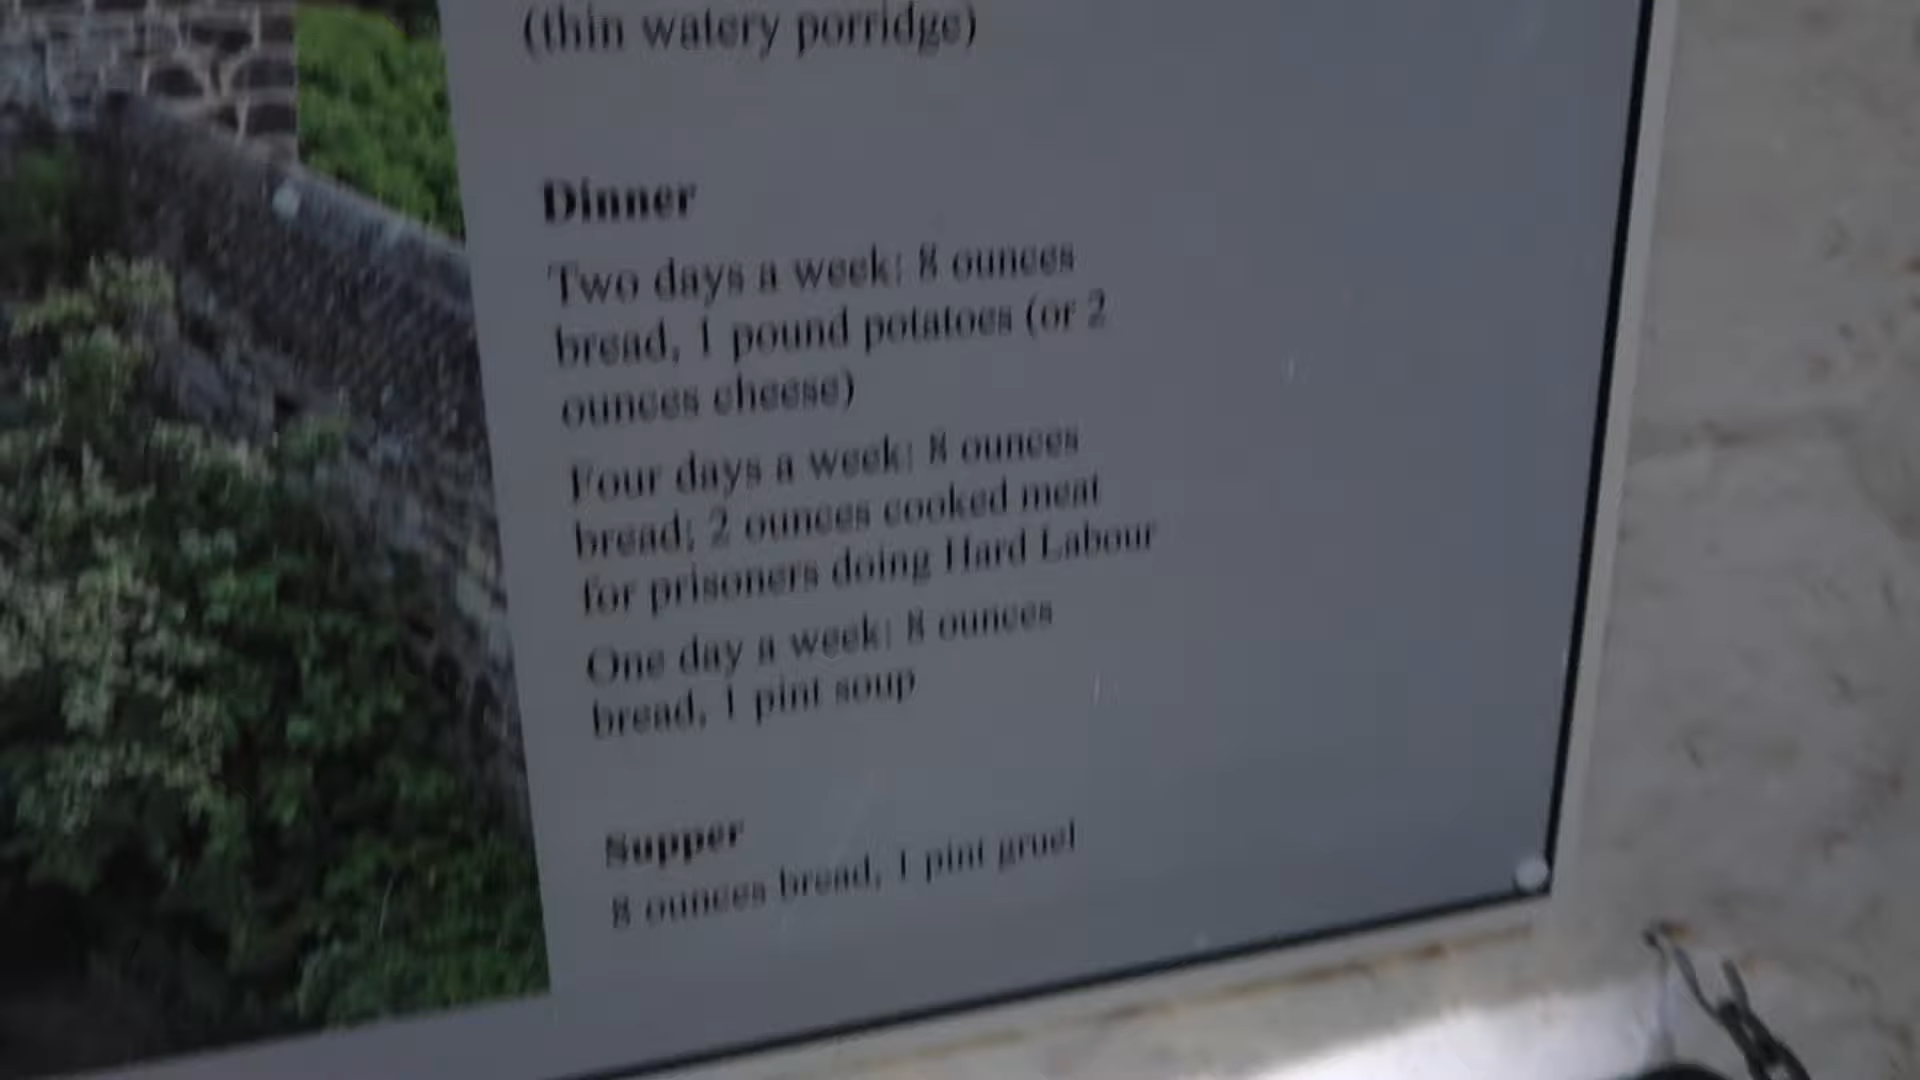 (thin watery porridge)
Dinner
Two days a week: 8 ounces
bread, 1 pound potatoes (or 2
ounces cheese)
Four days a week: 8 ounces
bread; 2 ounces cooked meat
for prisoners doing Hard Labour
One day a week: 8 ounces
bread, 1 pint soup
Supper
8 ounces bread, 1 pint gruel